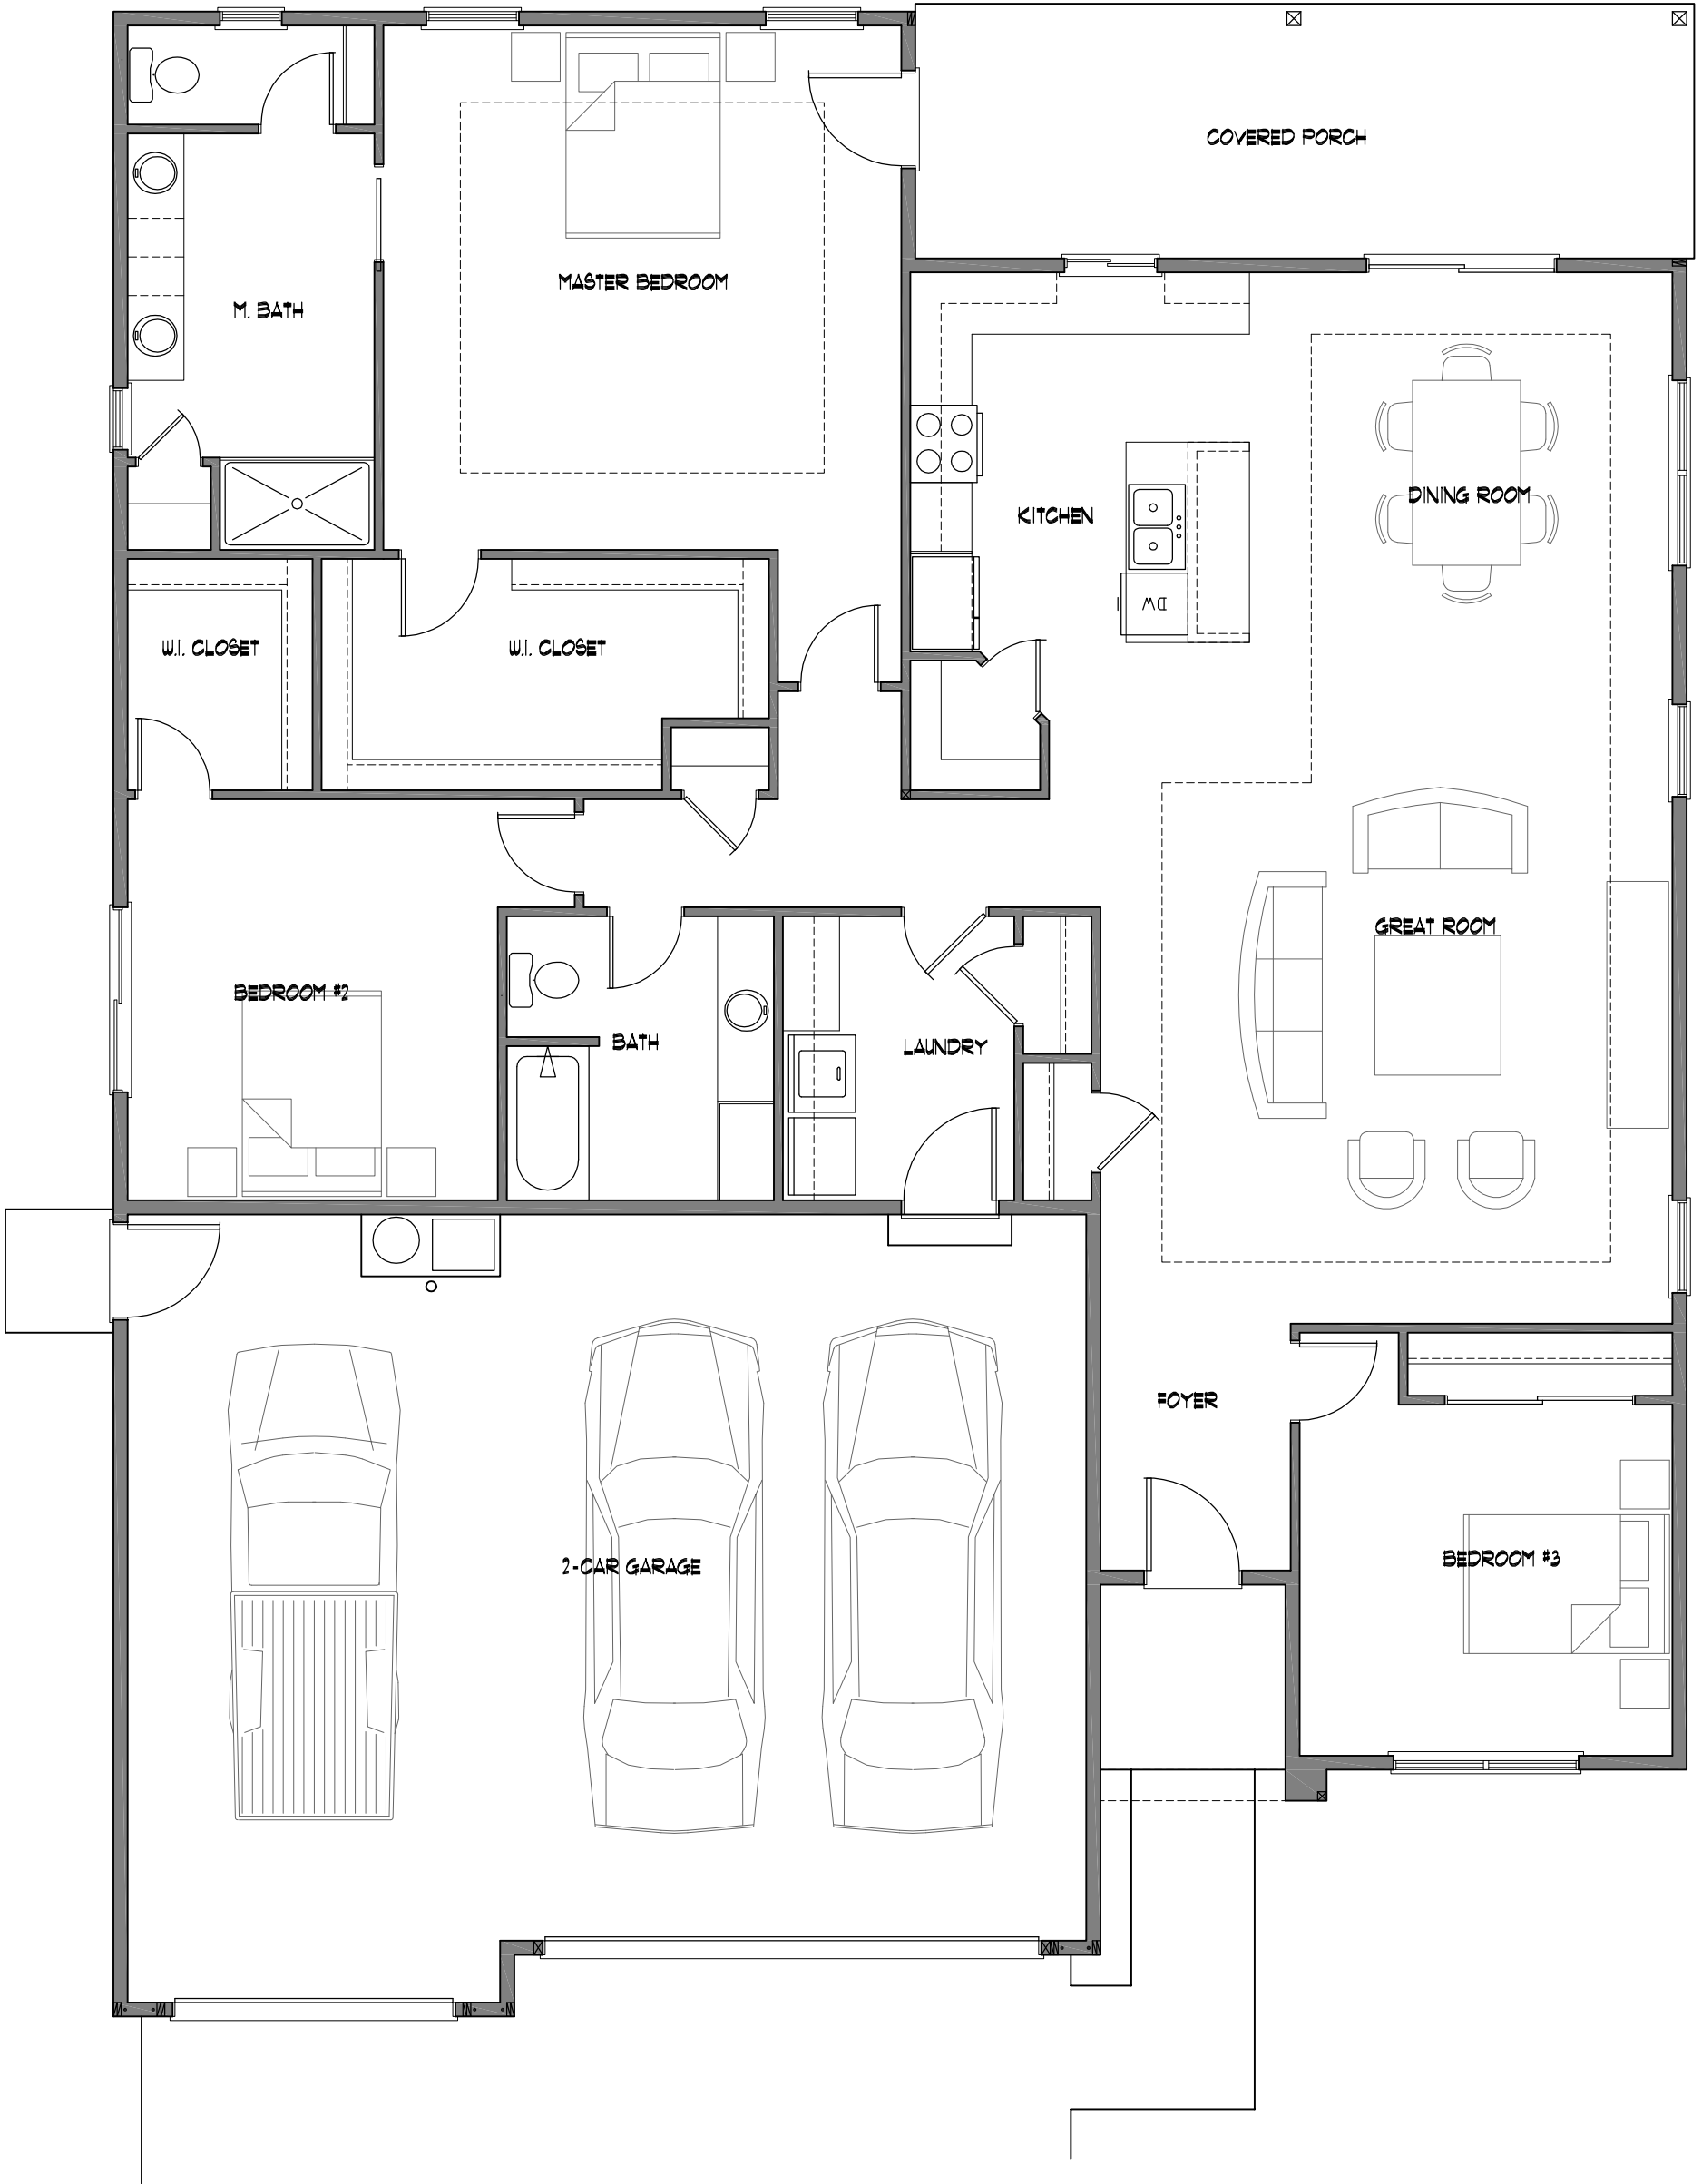 COVERED PORCH
MASTER BEDROOM
M. BATH
DINING ROOM
KITCHEN
DW
W.I. CLOSET
W.I. CLOSET
GREAT ROOM
BEDROOM #2
BATH
LAUNDRY
FOYER
BEDROOM #3
2-CAR GARAGE